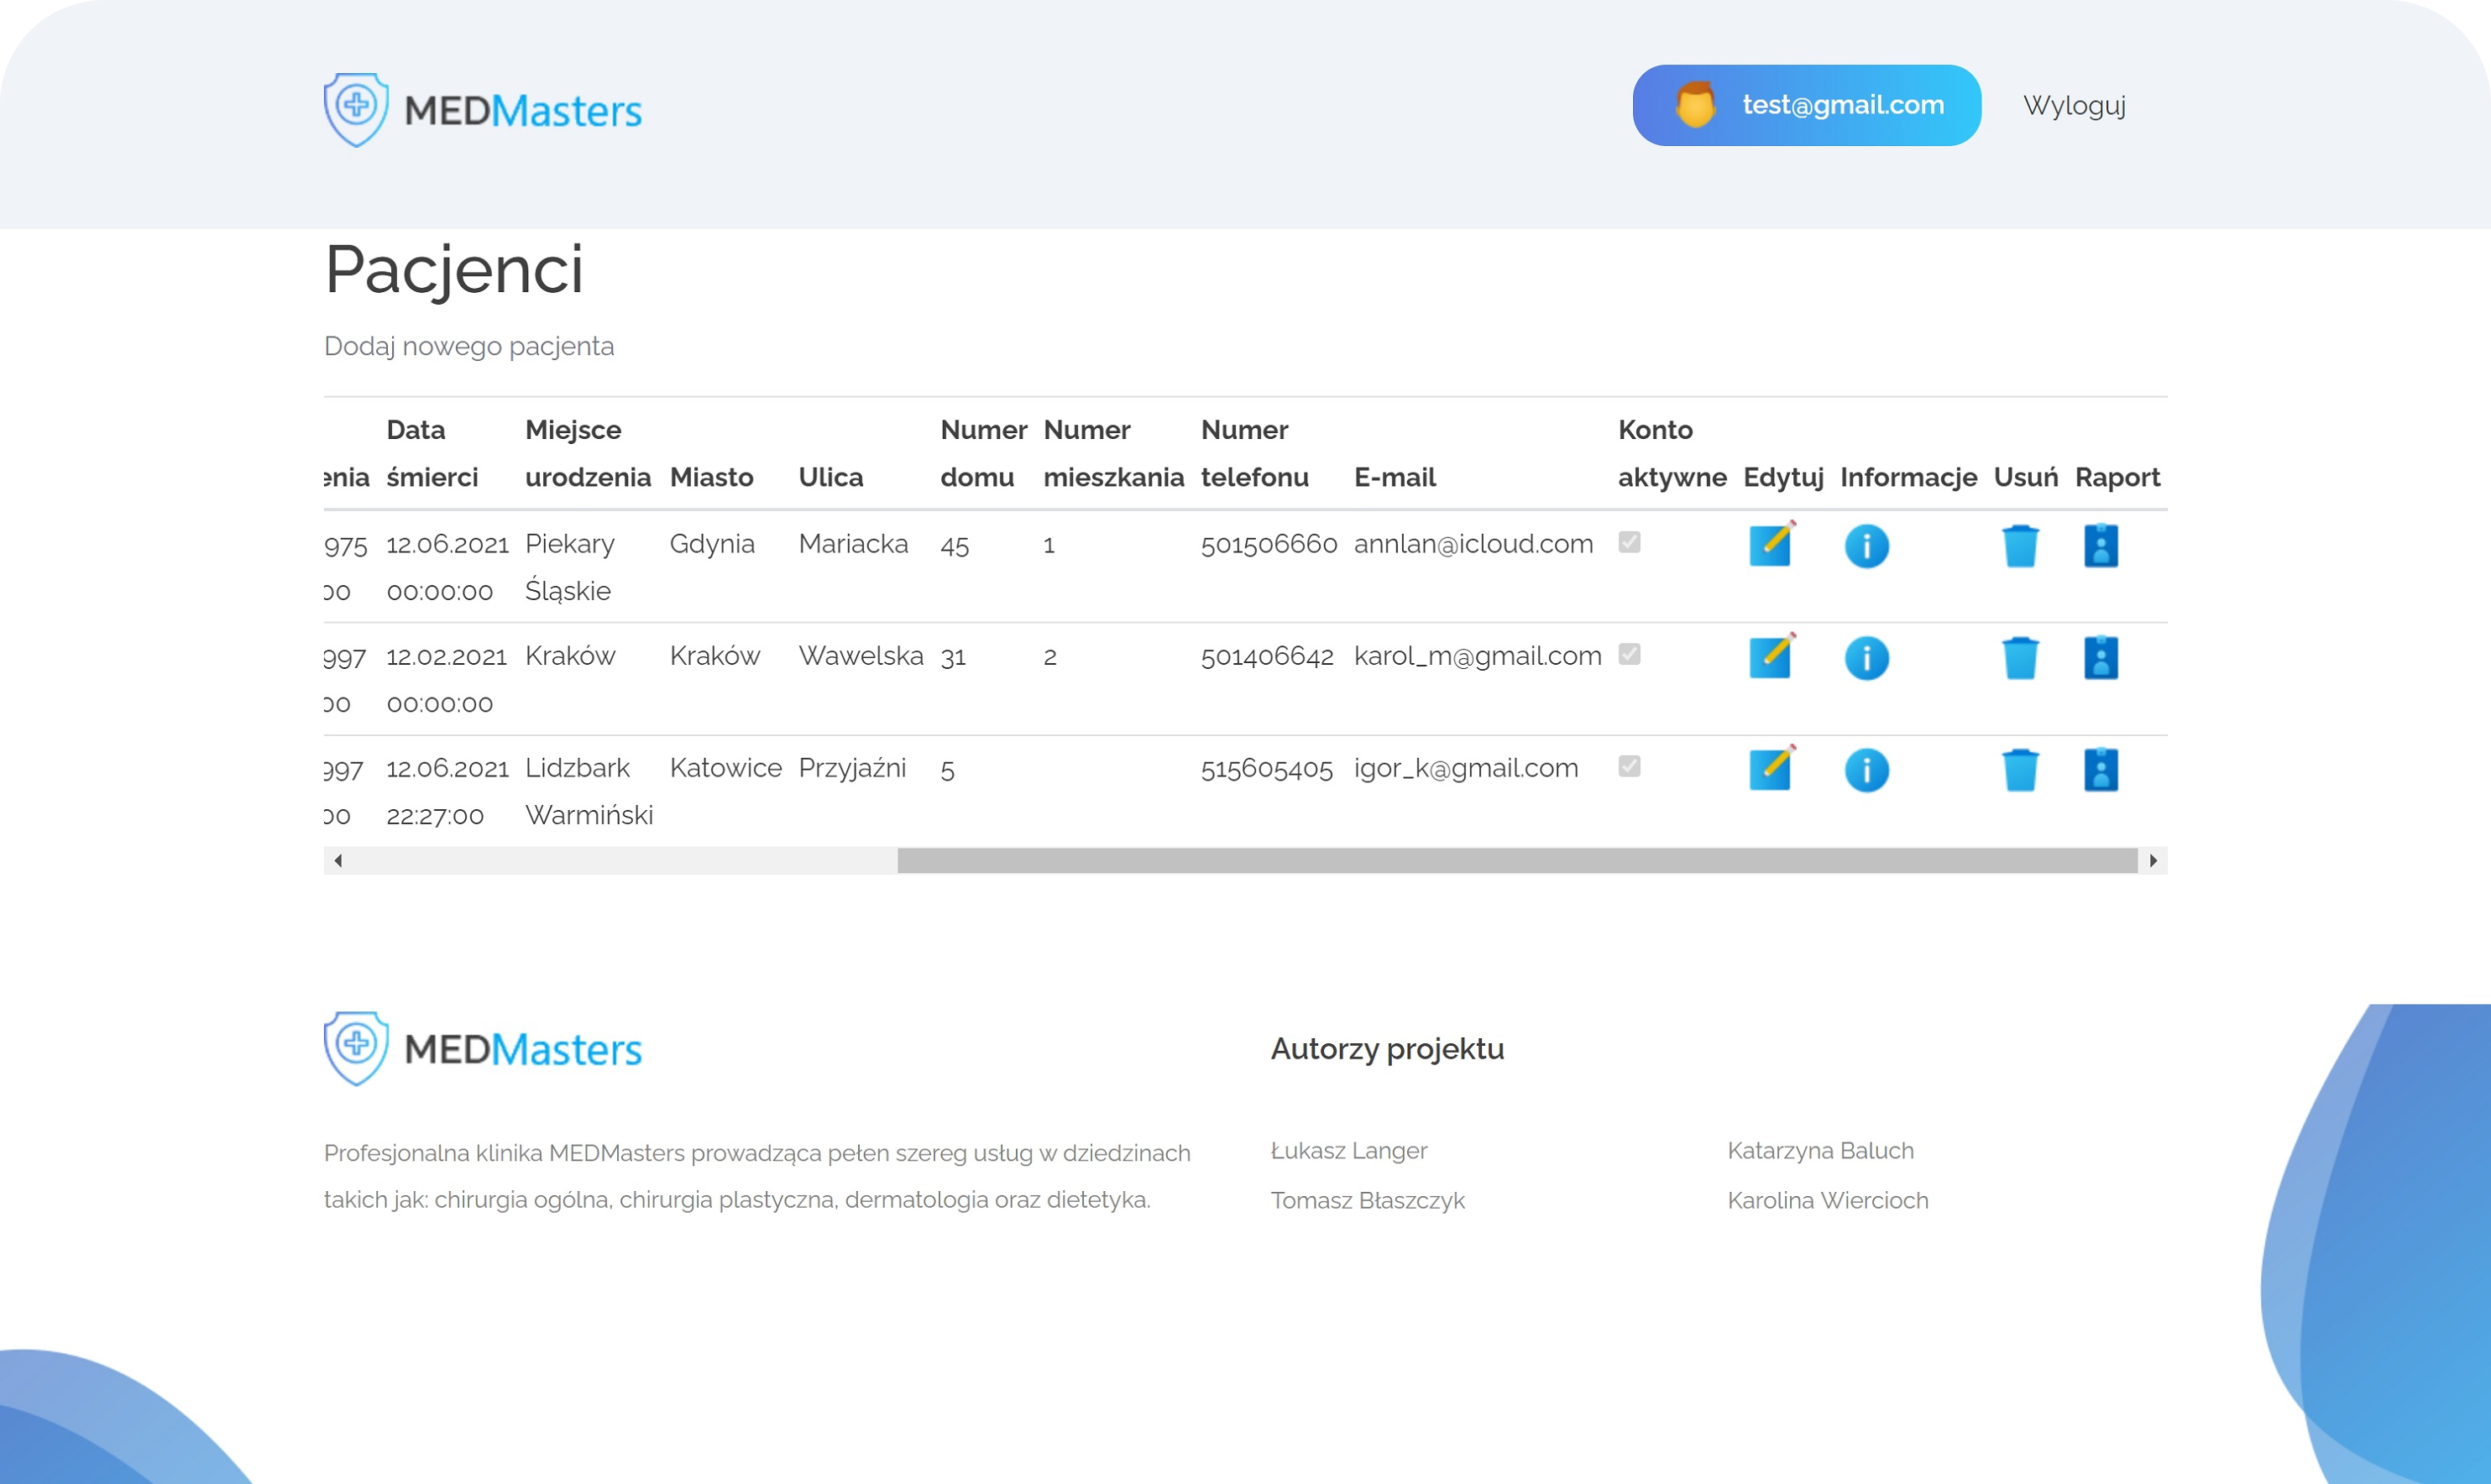 MEDMasters
test@gmail.com Wyloguj
Pacjenci
Dodaj nowego pacjenta
Data Miejsce Numer Numer Numer Konto
enia śmierci urodzenia Miasto Ulica domu mieszkania telefonu E-mail aktywne Edytuj Informacje Usuń Raport
975 12.06.2021 Piekary Gdynia Mariacka 45 1 501506660 annlan@icloud.com
00 00:00:00 Śląskie
997 12.02.2021 Kraków Kraków Wawelska 31 2 501406642 karol_m@gmail.com
00 00:00:00
997 12.06.2021 Lidzbark Katowice Przyjaźni 5 515605405 igor_k@gmail.com
00 22:27:00 Warmiński
MEDMasters
Profesjonalna klinika MEDMasters prowadząca pełen szereg usług w dziedzinach
takich jak: chirurgia ogólna, chirurgia plastyczna, dermatologia oraz dietetyka.
Autorzy projektu
Łukasz Langer Katarzyna Baluch
Tomasz Błaszczyk Karolina Wiercioch